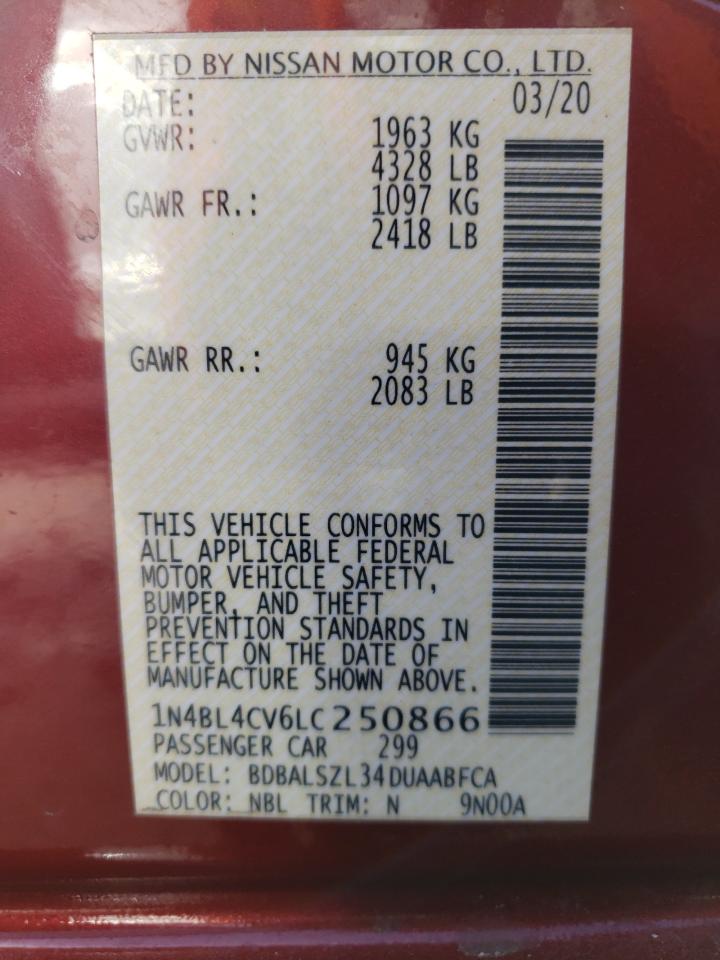 MFD BY NISSAN MOTOR CO., LTD.
DATE: 03/20
GVWR: 1963 KG
4328 LB
GAWR FR.: 1097 KG
2418 LB
GAWR RR.: 945 KG
2083 LB
THIS VEHICLE CONFORMS TO
ALL APPLICABLE FEDERAL
MOTOR VEHICLE SAFETY,
BUMPER, AND THEFT
PREVENTION STANDARDS IN
EFFECT ON THE DATE OF
MANUFACTURE SHOWN ABOVE.
1N4BL4CV6LC250866
PASSENGER CAR 299
MODEL: BDBALSZL34DUAABFCA
COLOR: NBL TRIM: N 9N00A